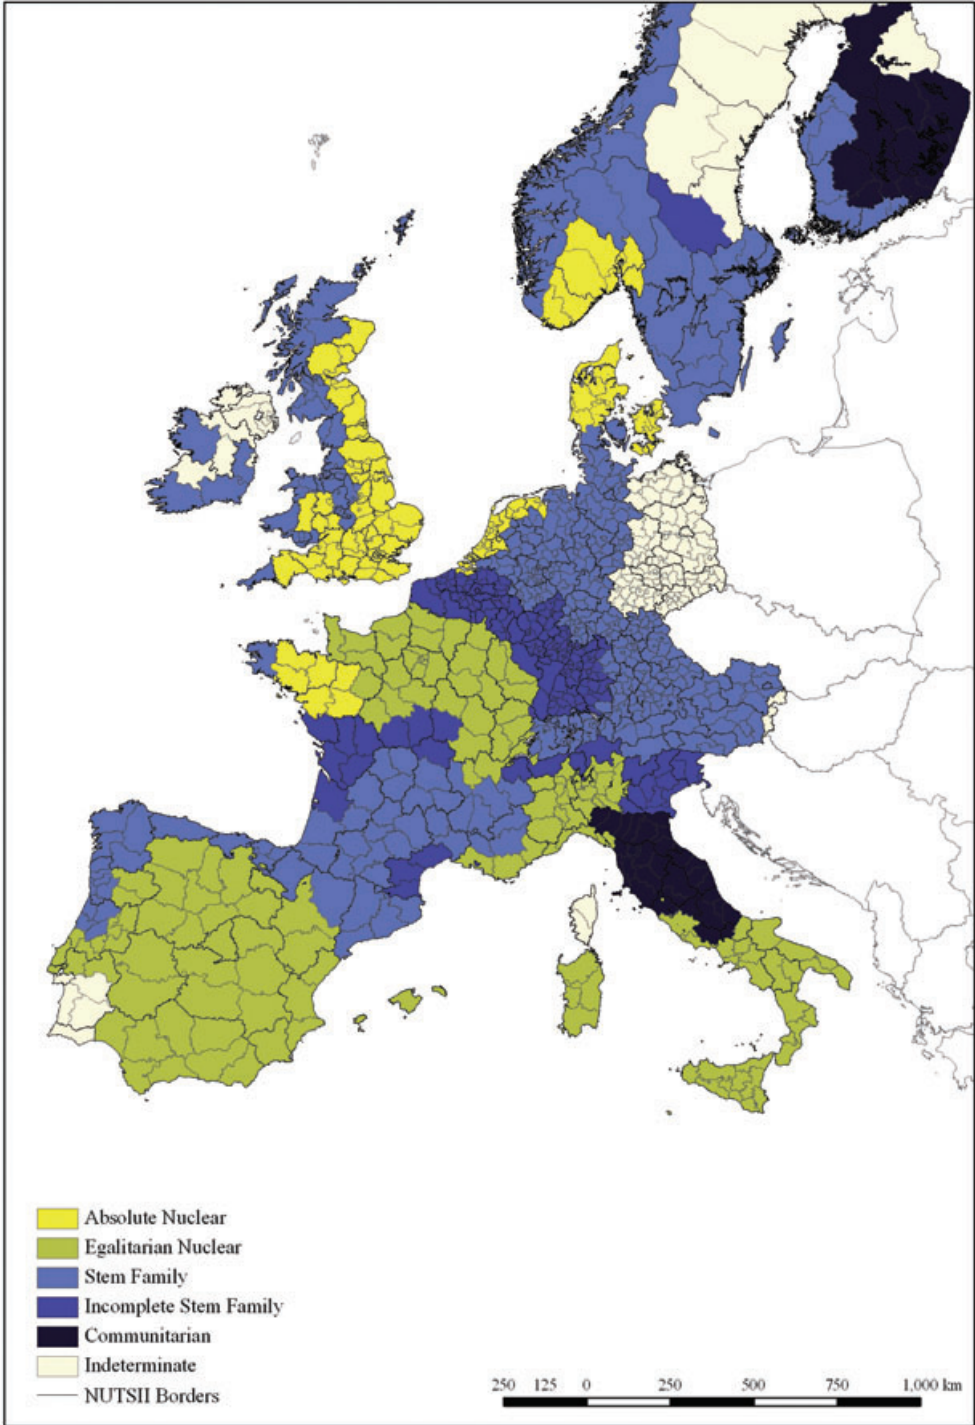 Absolute Nuclear
Egalitarian Nuclear
Stem Family
Incomplete Stem Family
Communitarian
Indeterminate
NUTSII Borders
250 125 0 250 500 750 1,000 km